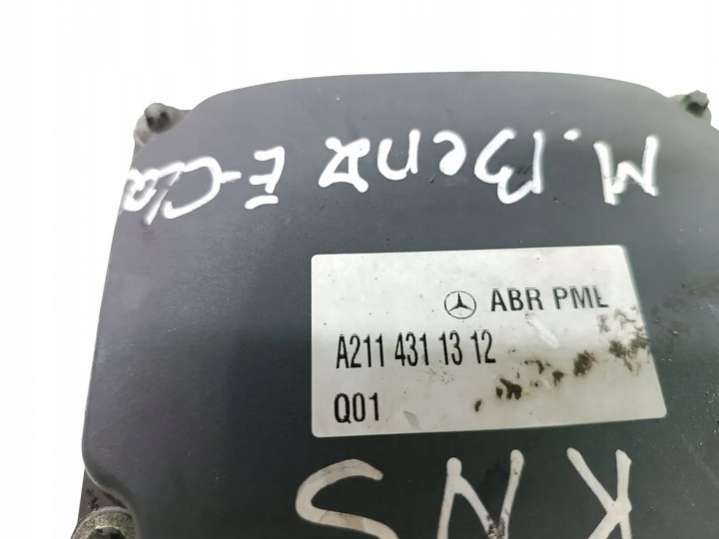 M. Benz E-Cla
ABR PML
A211 431 13 12
Q01
KNS